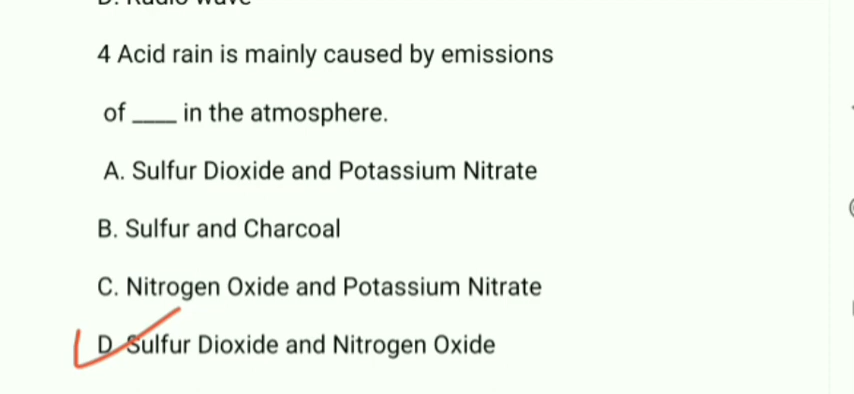 4 Acid rain is mainly caused by emissions
of ____ in the atmosphere.
A. Sulfur Dioxide and Potassium Nitrate
B. Sulfur and Charcoal
C. Nitrogen Oxide and Potassium Nitrate
D. Sulfur Dioxide and Nitrogen Oxide